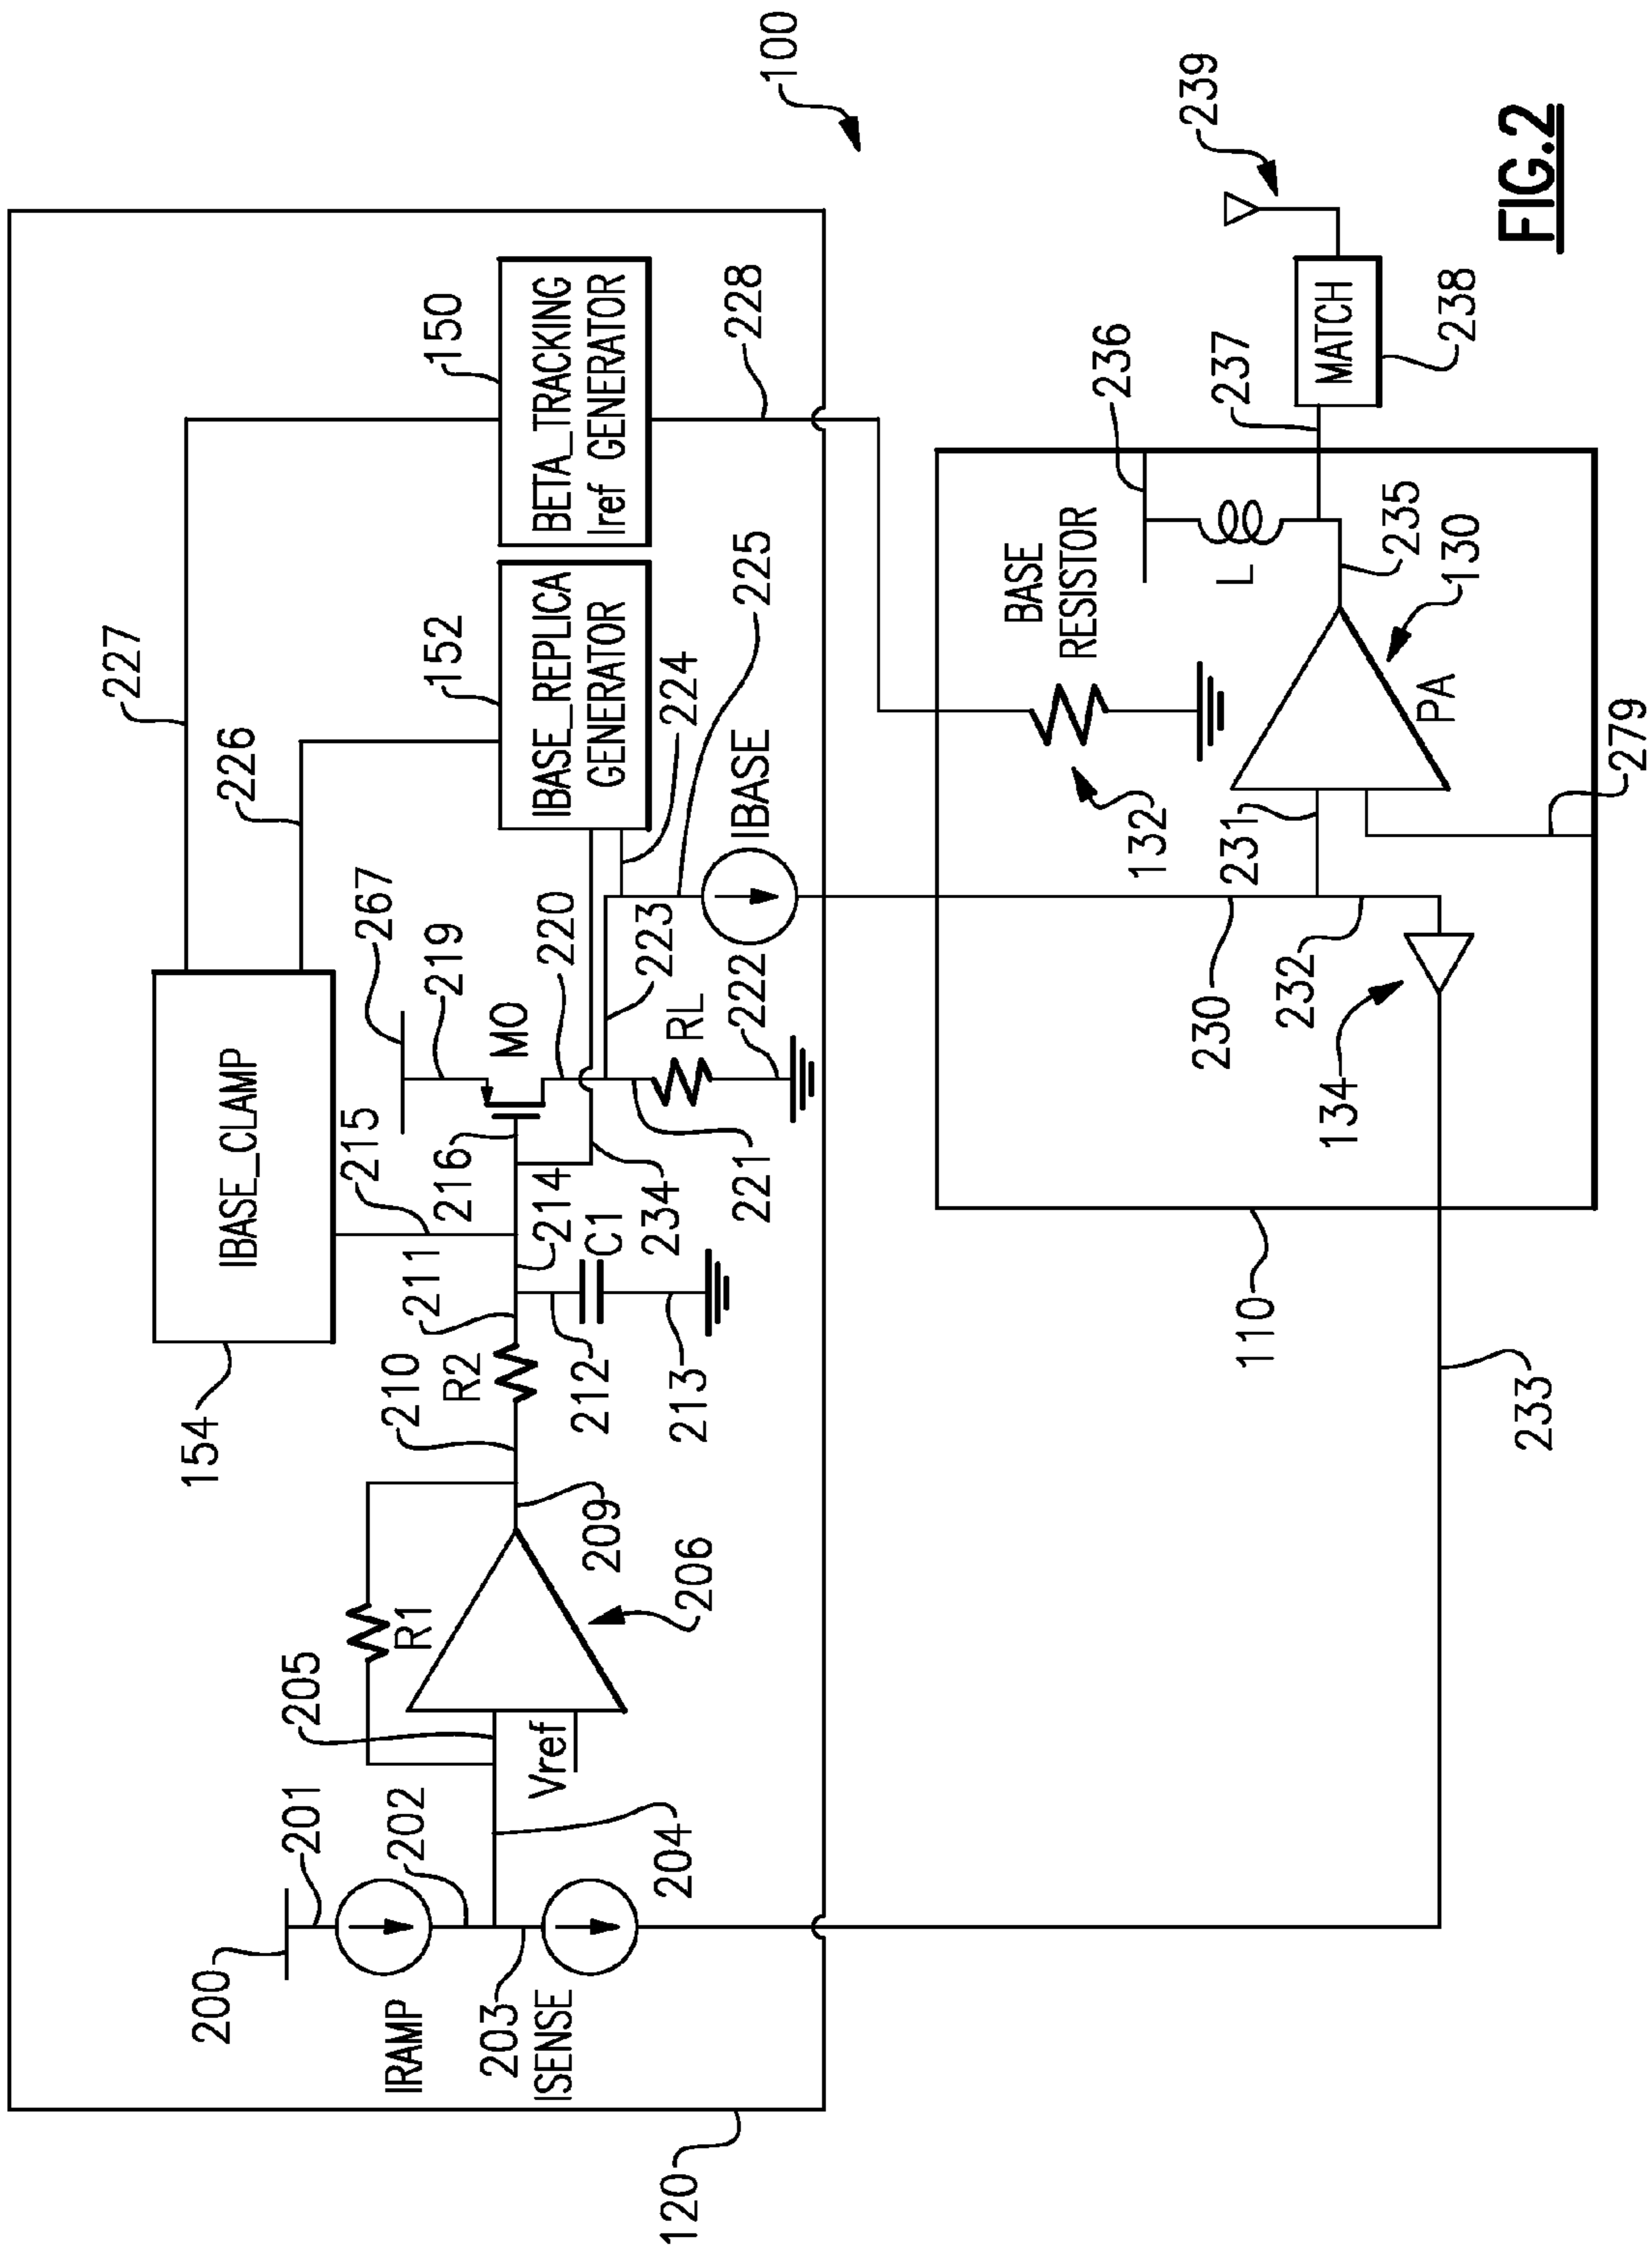 100
120
200
201
IRAMP
202
203
ISENSE
204
205
R1
Vref
206
209
210
R2
211
212
C1
213
214
215
216
154
IBASE_CLAMP
267
219
MO
220
221
RL
222
223
234
226
227
152
IBASE_REPLICA
GENERATOR
150
BETA_TRACKING
Iref GENERATOR
224
225
IBASE
228
110
230
231
232
134
233
132
BASE
RESISTOR
236
L
235
130
PA
279
237
MATCH
238
239
FIG.2